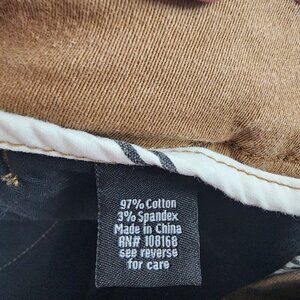 97% Cotton
3% Spandex
Made in China
RN# 108168
see reverse
for care